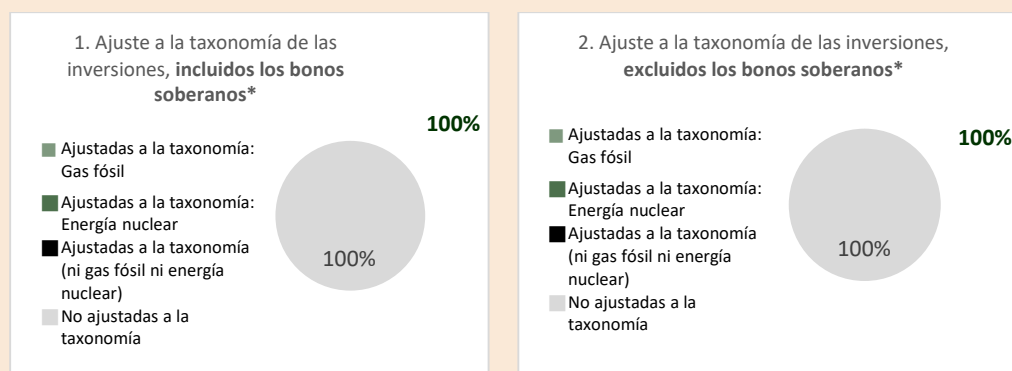 1. Ajuste a la taxonomía de las
inversiones, incluidos los bonos
soberanos*
100%
Ajustadas a la taxonomía:
Gas fósil
Ajustadas a la taxonomía:
Energía nuclear
Ajustadas a la taxonomía
(ni gas fósil ni energía
nuclear)
No ajustadas a la
taxonomía
100%
2. Ajuste a la taxonomía de las inversiones,
excluidos los bonos soberanos*
100%
Ajustadas a la taxonomía:
Gas fósil
Ajustadas a la taxonomía:
Energía nuclear
Ajustadas a la taxonomía
(ni gas fósil ni energía
nuclear)
No ajustadas a la
taxonomía
100%